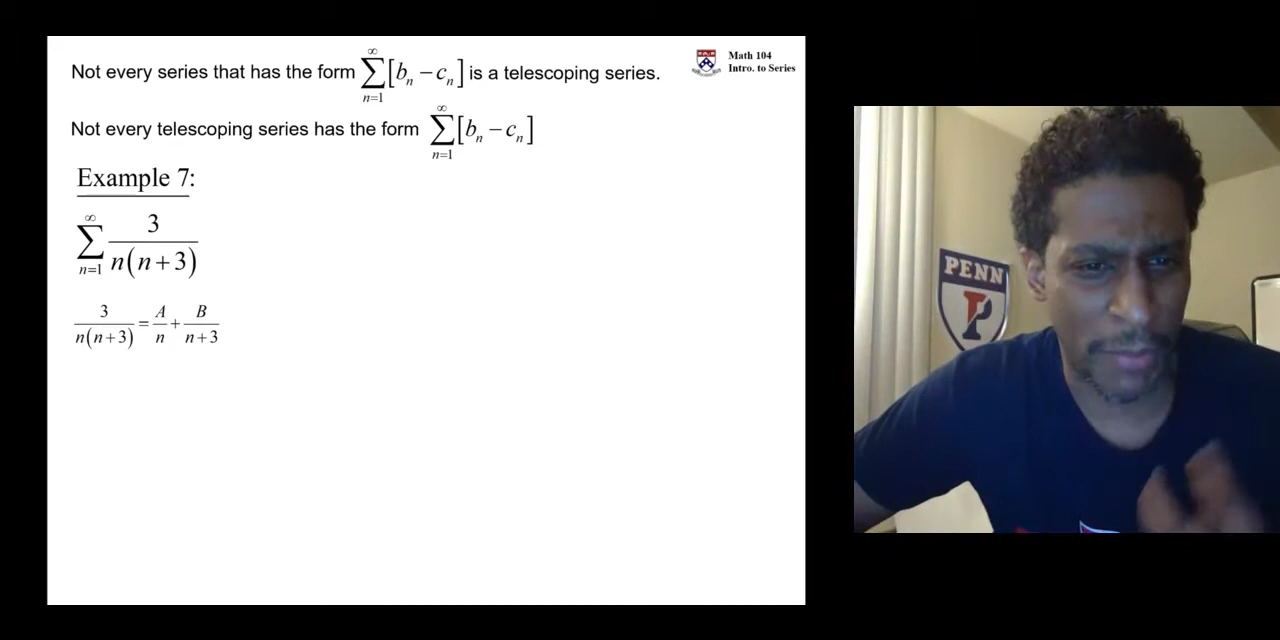 Math 104
Intro. to Series
Not every series that has the form ∑_{n=1}^{∞} [b_n − c_n] is a telescoping series.
Not every telescoping series has the form ∑_{n=1}^{∞} [b_n − c_n]
Example 7:
∑_{n=1}^{∞} 3/(n(n+3))
3/(n(n+3)) = A/n + B/(n+3)
PENN
P